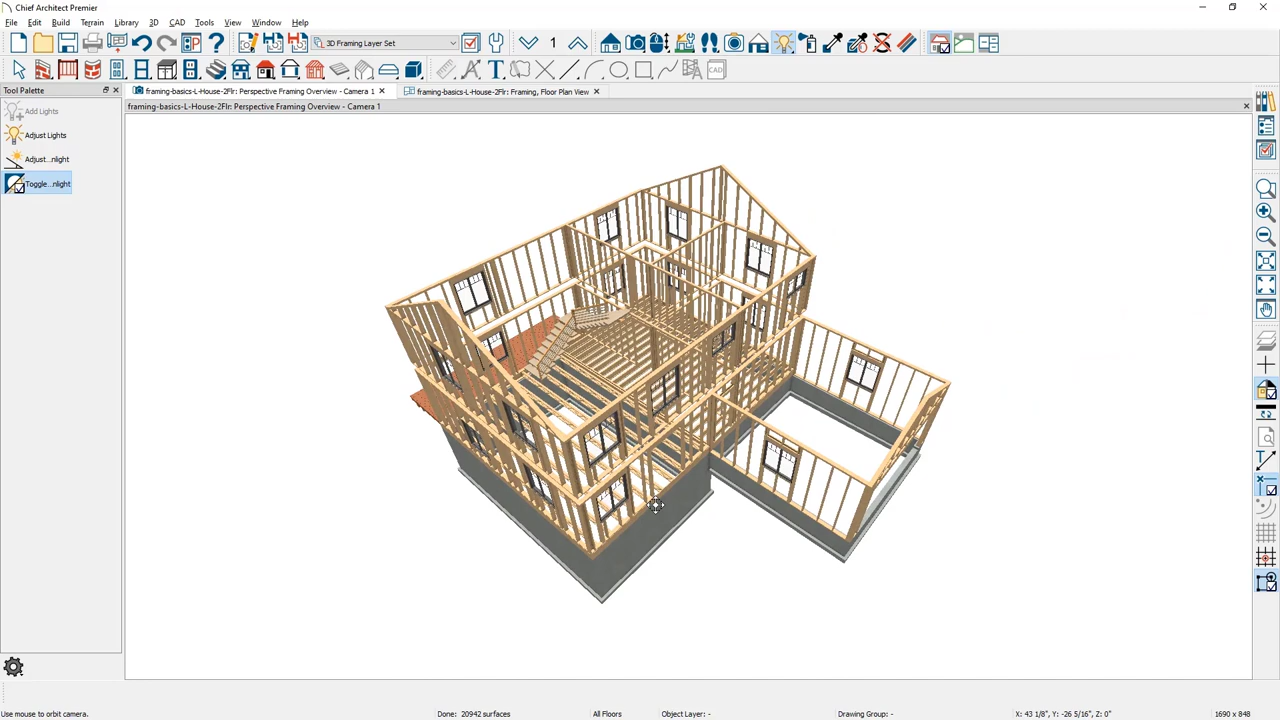 Chief Architect Premier
File Edit Build Terrain Library 3D CAD Tools View Window Help
3D Framing Layer Set
1
CAD
Tool Palette
framing-basics-L-House-2Flr: Perspective Framing Overview - Camera 1
framing-basics-L-House-2Flr: Framing, Floor Plan View
framing-basics-L-House-2Flr: Perspective Framing Overview - Camera 1
Add Lights
Adjust Lights
Adjust...nlight
Toggle...nlight
Use mouse to orbit camera.
Done: 20942 surfaces
All Floors
Object Layer: -
Drawing Group: -
X: 43 1/8", Y: -26 5/16", Z: 0"
1690 x 848